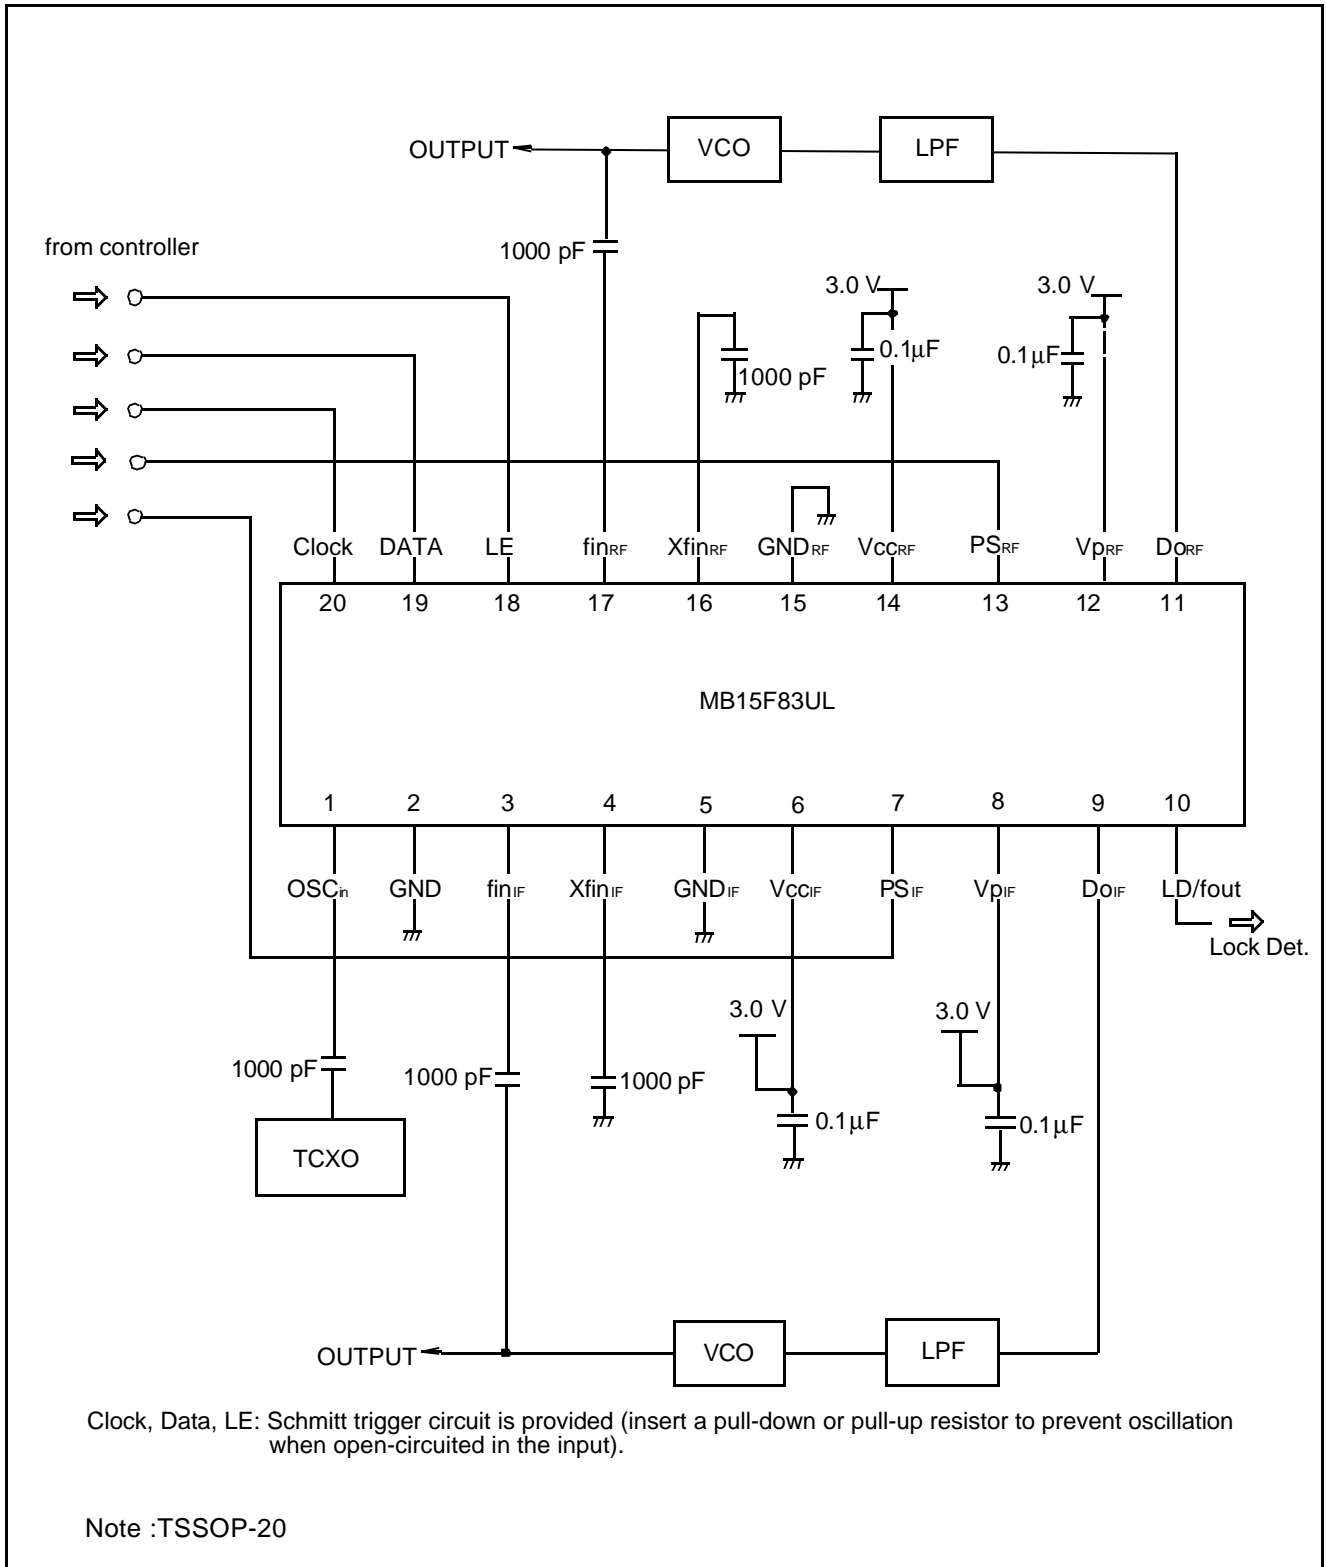 OUTPUT VCO LPF
from controller
1000 pF
3.0 V 3.0 V
0.1µF 0.1µF
1000 pF
Clock DATA LE finRF XfinRF GNDRF VccRF PSRF VpRF DoRF
20 19 18 17 16 15 14 13 12 11
MB15F83UL
1 2 3 4 5 6 7 8 9 10
OSCin GND finIF XfinIF GNDIF VccIF PSIF VpIF DoIF LD/fout
Lock Det.
3.0 V 3.0 V
1000 pF 1000 pF 1000 pF
0.1µF 0.1µF
TCXO
OUTPUT VCO LPF
Clock, Data, LE: Schmitt trigger circuit is provided (insert a pull-down or pull-up resistor to prevent oscillation
when open-circuited in the input).
Note :TSSOP-20